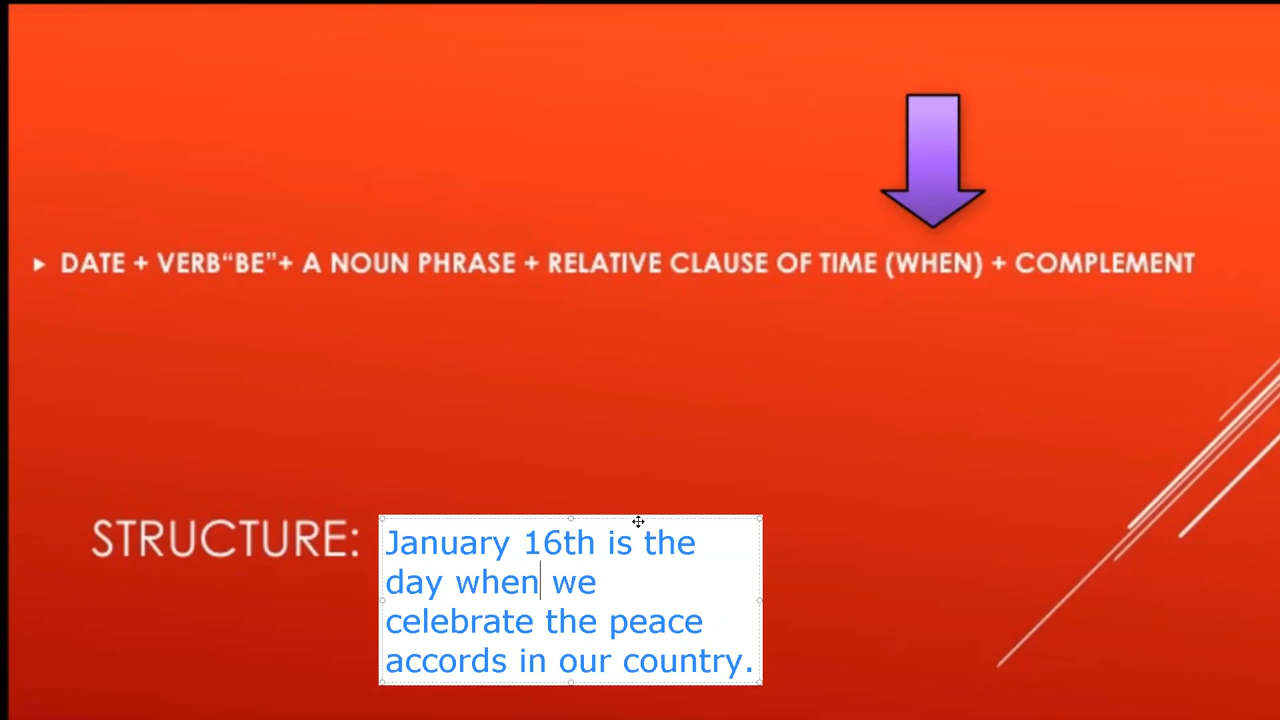 DATE + VERB“BE”+ A NOUN PHRASE + RELATIVE CLAUSE OF TIME (WHEN) + COMPLEMENT
STRUCTURE:
January 16th is the
day when we
celebrate the peace
accords in our country.